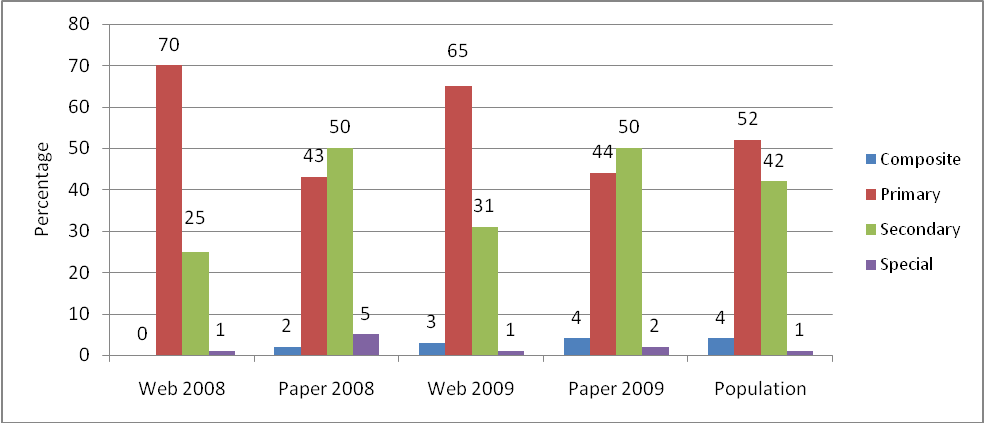 80
70
60
50
40
30
20
10
0
Percentage
70
25
0
1
43
50
2
5
65
31
3
1
44
50
4
2
52
42
4
1
Web 2008
Paper 2008
Web 2009
Paper 2009
Population
Composite
Primary
Secondary
Special